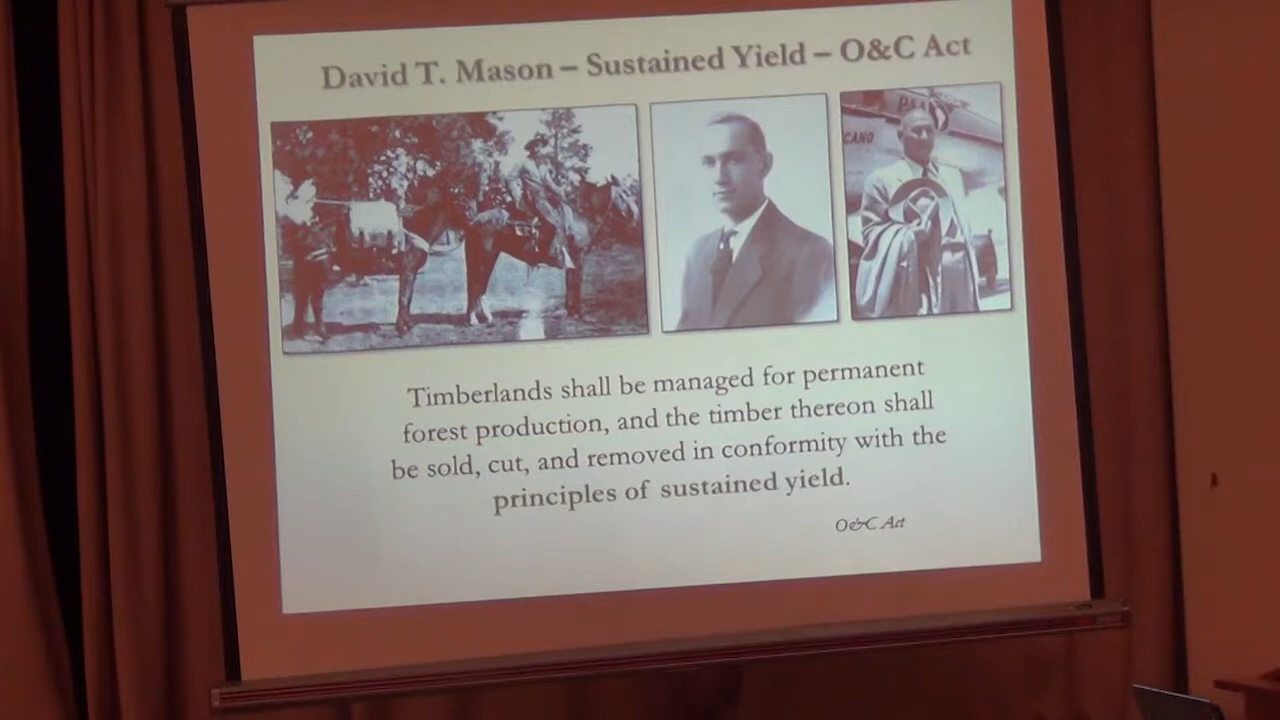 David T. Mason – Sustained Yield – O&C Act
CANO
Timberlands shall be managed for permanent
forest production, and the timber thereon shall
be sold, cut, and removed in conformity with the
principles of sustained yield.
O&C Act